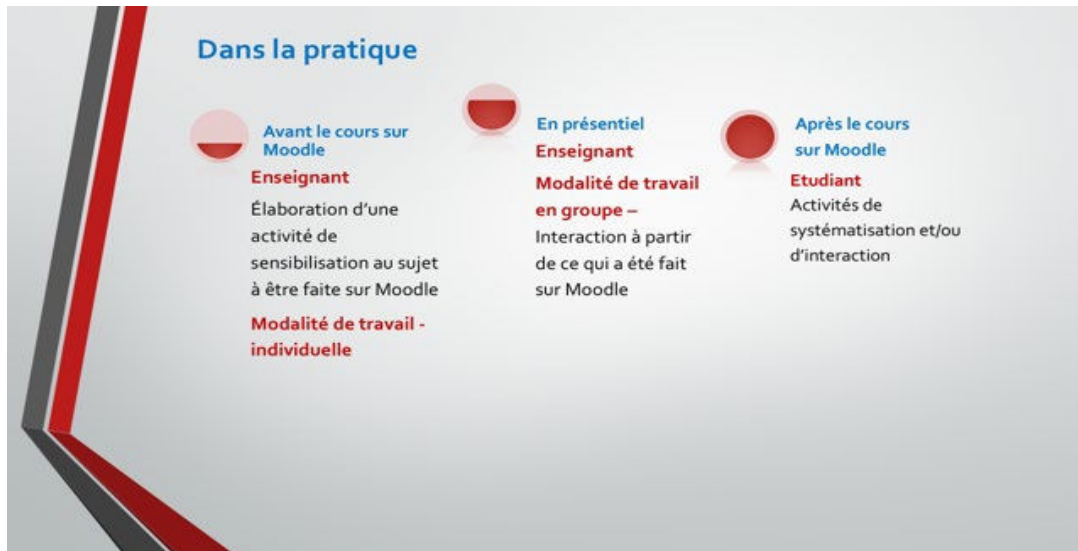 Dans la pratique
Avant le cours sur
Moodle
Enseignant
Élaboration d’une
activité de
sensibilisation au sujet
à être faite sur Moodle
Modalité de travail -
individuelle
En présentiel
Enseignant
Modalité de travail
en groupe –
Interaction à partir
de ce qui a été fait
sur Moodle
Après le cours
sur Moodle
Etudiant
Activités de
systématisation et/ou
d’interaction